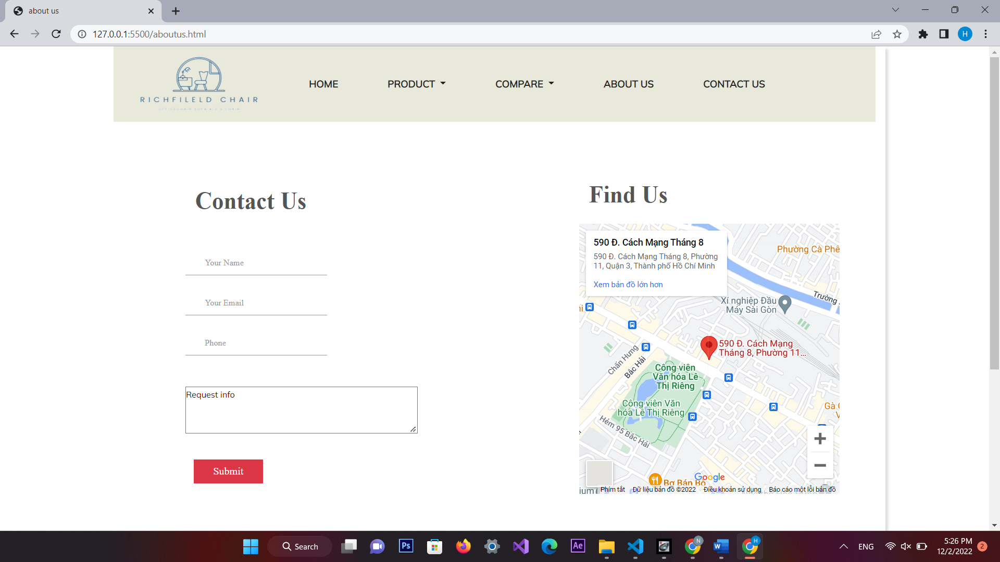 about us
127.0.0.1:5500/aboutus.html
H
RICHFILELD CHAIR
HOME
PRODUCT
COMPARE
ABOUT US
CONTACT US
Contact Us
Your Name
Your Email
Phone
Request info
Submit
Find Us
590 Đ. Cách Mạng Tháng 8
590 Đ. Cách Mạng Tháng 8, Phường
11, Quận 3, Thành phố Hồ Chí Minh
Xem bản đồ lớn hơn
Phường Cà Phê
Trường
Xí nghiệp Đầu
Máy Sài Gòn
590 Đ. Cách Mạng
Tháng 8, Phường 11...
Chấn Hưng
Bắc Hải
Công viên
Văn hóa Lê
Thị Riêng
Công viên Văn
hóa Lê Thị Riêng
Hẻm 95 Bắc Hải
Bơ Bán Bò
Google
Phím tắt
Dữ liệu bản đồ ©2022
Điều khoản sử dụng
Báo cáo một lỗi bản đồ
Search
Ps
Ae
N
W
H
ENG
5:26 PM
12/2/2022
2